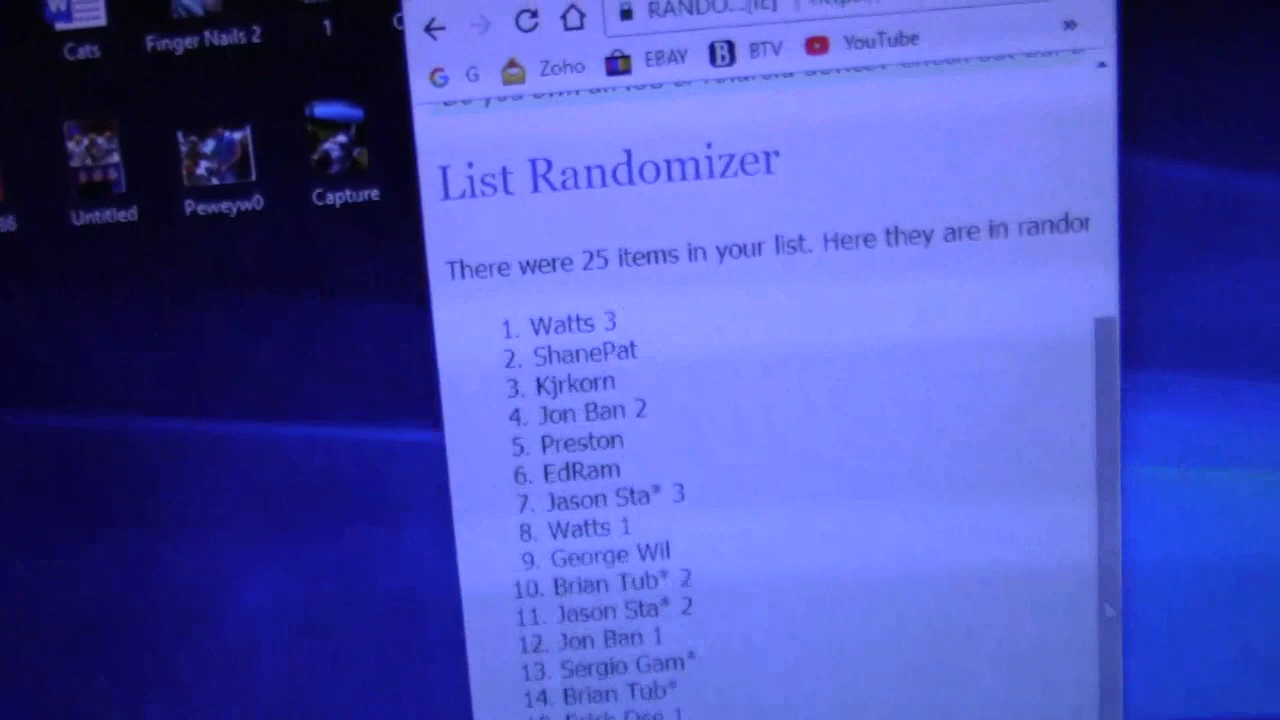 Cats
Finger Nails 2
1
Untitled
Peweyw0
Capture
RANDO...[IE]
G
Zoho
EBAY
BTV
YouTube
»
List Randomizer
There were 25 items in your list. Here they are in randor
1. Watts 3
2. ShanePat
3. Kjrkorn
4. Jon Ban 2
5. Preston
6. EdRam
7. Jason Sta* 3
8. Watts 1
9. George Wil
10. Brian Tub* 2
11. Jason Sta* 2
12. Jon Ban 1
13. Sergio Gam*
14. Brian Tub*